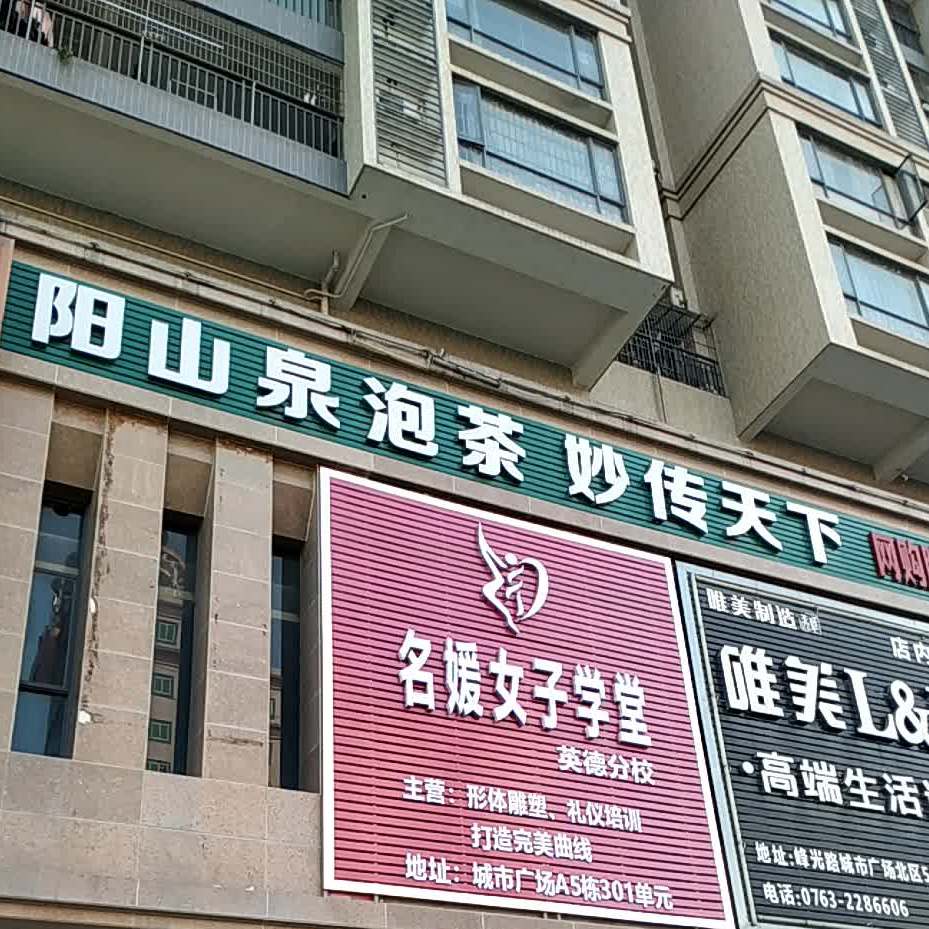 阳山泉泡茶 妙传天下 网购
名媛女子学堂
英德分校
主营：形体雕塑、礼仪培训
打造完美曲线
地址：城市广场A5栋301单元
唯美制造
店内
唯美L&
·高端生活
地址:峰光路城市广场北区5
电话:0763-2286606